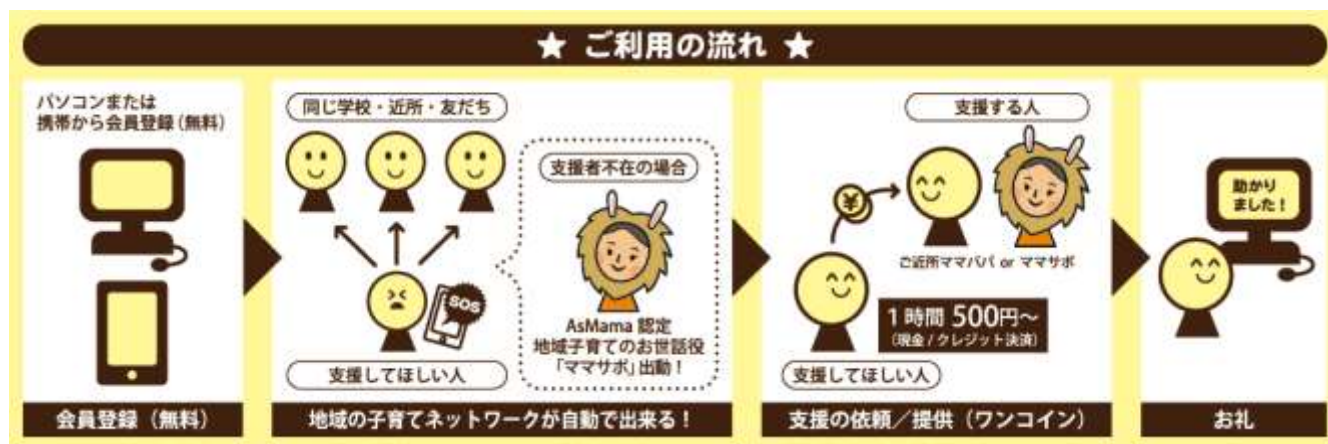 ★ ご利用の流れ ★
パソコンまたは
携帯から会員登録（無料）
会員登録（無料）
同じ学校・近所・友だち
支援者不在の場合
SOS
AsMama 認定
地域子育てのお世話役
「ママサポ」出動！
支援してほしい人
地域の子育てネットワークが自動で出来る！
支援する人
¥
ご近所ママパパ or ママサポ
1時間 500円～
（現金 / クレジット決済）
支援してほしい人
支援の依頼／提供（ワンコイン）
助かり
ました！
お礼